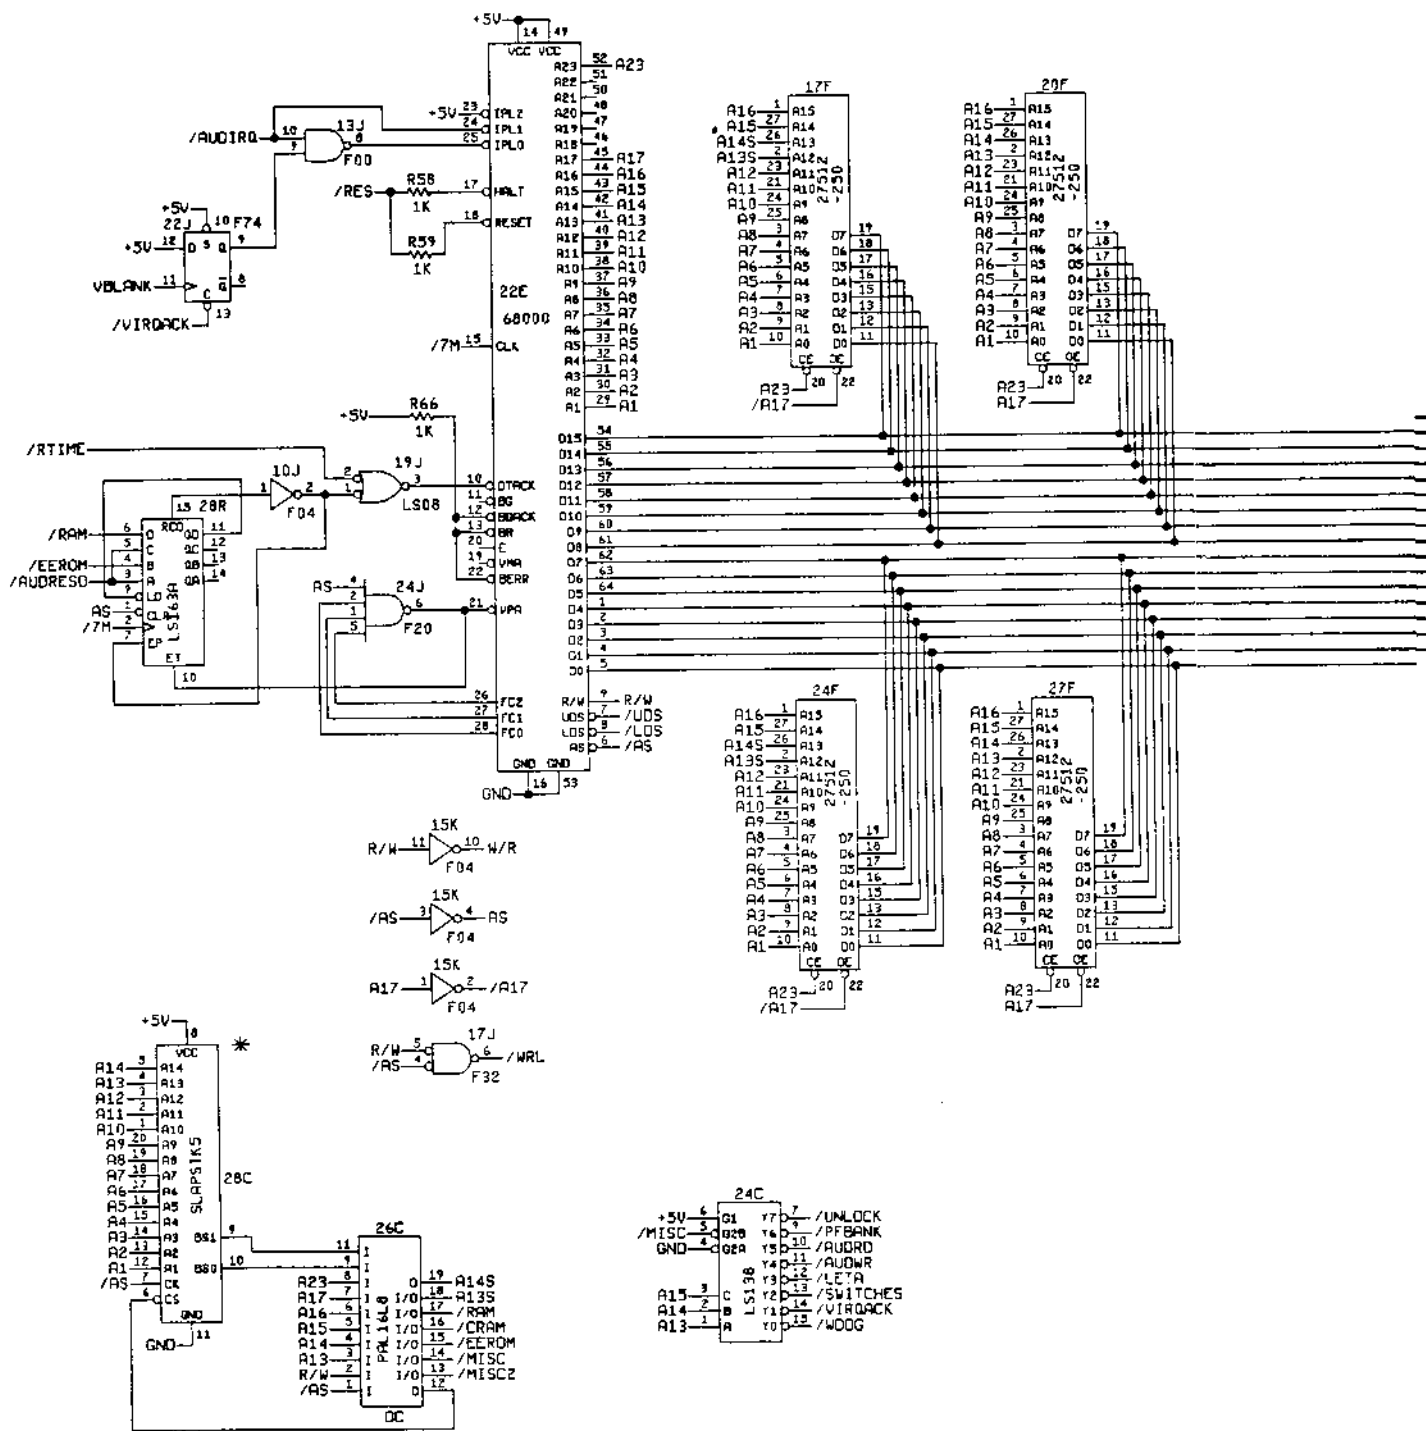 +5V
14 49
VCC VCC
A23 52 A23
A22 51
A21 50
A20 48
A19 47
A18 46
A17 45 A17
A16 44 A16
A15 43 A15
A14 42 A14
A13 41 A13
A12 40 A12
A11 39 A11
A10 38 A10
A9 37 A9
A8 36 A8
A7 35 A7
A6 34 A6
A5 33 A5
A4 32 A4
A3 31 A3
A2 30 A2
A1 29 A1
+5V 23 IPL2
24 IPL1
25 IPL0
/AUDIRQ 10
9
13J
8
F00
/RES
R58
1K
17 HALT
18 RESET
R59
1K
+5V
22J 10 F74
+5V 12 D S Q 9
VBLANK 11 Q 8
C
13
/VIRQACK
22E
68000
/7M 15 CLK
+5V
R66
1K
/RTIME
10J
1 2
F04
19J
2
1
3
LS08
10 DTACK
11 BG
12 BGACK
13 BR
20 E
19 VMA
22 BERR
15 28R
RCO
/RAM 6 D QD 11
5 C QC 12
/EEROM 4 B QB 13
/AUDRESD 3 A QA 14
9 LD
AS 1 CLR
/7M 2
7 EP
LS163A
ET
10
24J
AS 4
2
1
5
6
F20
21 VPA
26 FC2
27 FC1
28 FC0
D15 54
D14 55
D13 56
D12 57
D11 58
D10 59
D9 60
D8 61
D7 62
D6 63
D5 64
D4 1
D3 2
D2 3
D1 4
D0 5
R/W 9 R/W
UDS 7 /UDS
LDS 8 /LDS
AS 6 /AS
GND GND
GND 16 53
17F
A16 1 A15
A15 27 A14
A14S 26 A13
A13S 2 A12
A12 23 A11
A11 21 A10
A10 24 A9
A9 25 A8
A8 3 A7 D7 19
A7 4 A6 D6 18
A6 5 A5 D5 17
A5 6 A4 D4 16
A4 7 A3 D3 15
A3 8 A2 D2 13
A2 9 A1 D1 12
A1 10 A0 D0 11
27512
-250
CE OE
A23 20 22
/A17
20F
A16 1 A15
A15 27 A14
A14 26 A13
A13 2 A12
A12 23 A11
A11 21 A10
A10 24 A9
A9 25 A8
A8 3 A7 D7 19
A7 4 A6 D6 18
A6 5 A5 D5 17
A5 6 A4 D4 16
A4 7 A3 D3 15
A3 8 A2 D2 13
A2 9 A1 D1 12
A1 10 A0 D0 11
27512
-250
CE OE
A23 20 22
A17
24F
A16 1 A15
A15 27 A14
A14S 26 A13
A13S 2 A12
A12 23 A11
A11 21 A10
A10 24 A9
A9 25 A8
A8 3 A7 D7 19
A7 4 A6 D6 18
A6 5 A5 D5 17
A5 6 A4 D4 16
A4 7 A3 D3 15
A3 8 A2 D2 13
A2 9 A1 D1 12
A1 10 A0 D0 11
27512
-250
CE OE
A23 20 22
/A17
27F
A16 1 A15
A15 27 A14
A14 26 A13
A13 2 A12
A12 23 A11
A11 21 A10
A10 24 A9
A9 25 A8
A8 3 A7 D7 19
A7 4 A6 D6 18
A6 5 A5 D5 17
A5 6 A4 D4 16
A4 7 A3 D3 15
A3 8 A2 D2 13
A2 9 A1 D1 12
A1 10 A0 D0 11
27512
-250
CE OE
A23 20 22
A17
15K
R/W 11 10 W/R
F04
15K
/AS 3 4 AS
F04
15K
A17 1 2 /A17
F04
17J
R/W 5
/AS 4
6 /WRL
F32
+5V
8 *
VCC
A14 5 A14
A13 4 A13
A12 3 A12
A11 2 A11
A10 1 A10
A9 20 A9
A8 19 A8
A7 18 A7
A6 17 A6
A5 16 A5
A4 15 A4
A3 14 A3 BS1 9
A2 13 A2
A1 12 A1 BS0 10
/AS 7 CK
6 CS
SLAPSTK5
28C
GND
GND 11
26C
11 I
9 I
A23 8 I O 19 A14S
A17 7 I I/O 18 A13S
A16 6 I I/O 17 /RAM
A15 5 I I/O 16 /CRAM
A14 4 I I/O 15 /EEROM
A13 3 I I/O 14 /MISC
R/W 2 I I/O 13 /MISC2
/AS 1 I O 12
PAL16L8
DC
24C
+5V 6 G1 Y7 7 /UNLOCK
/MISC 5 G2B Y6 9 /PFBANK
GND 4 G2A Y5 10 /AUDRD
Y4 11 /AUDWR
Y3 12 /LETA
A15 3 C Y2 13 /SWITCHES
A14 2 B Y1 14 /VIRQACK
A13 1 A Y0 15 /WDOG
LS138